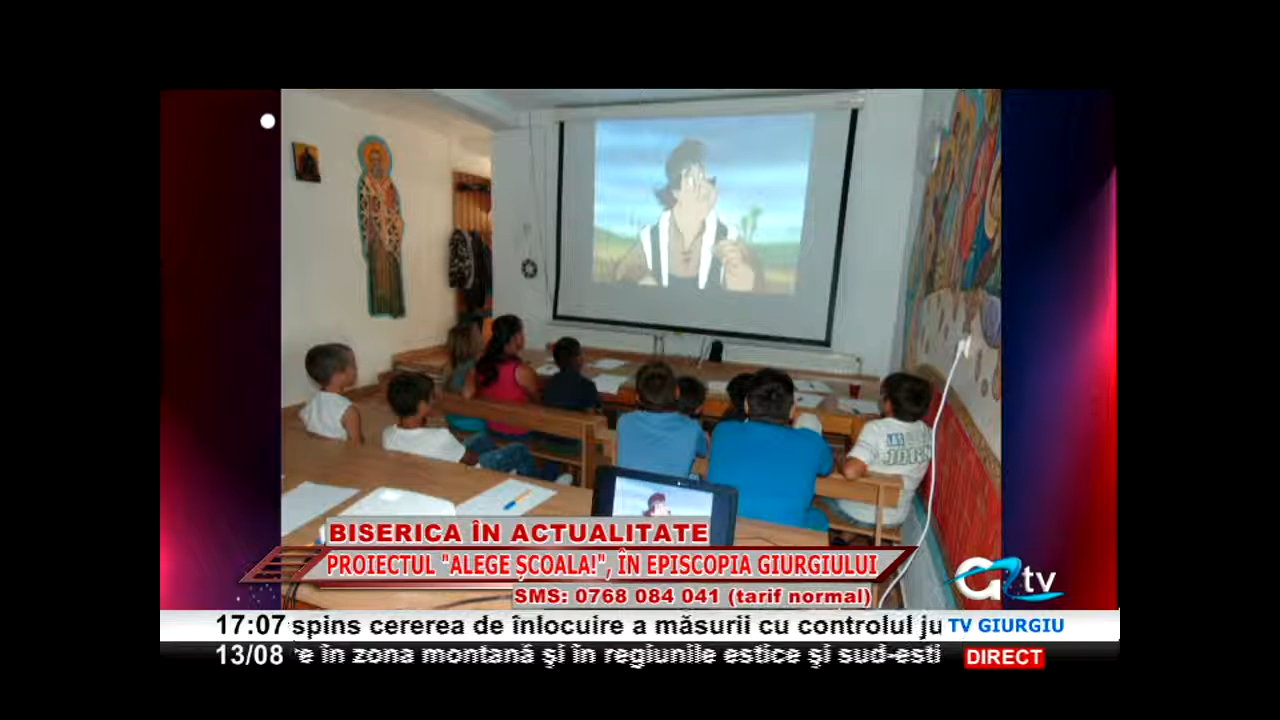 BISERICA ÎN ACTUALITATE
PROIECTUL "ALEGE ȘCOALA!", ÎN EPISCOPIA GIURGIULUI
SMS: 0768 084 041 (tarif normal)
tv
17:07 spins cererea de înlocuire a măsurii cu controlul ju TV GIURGIU
13/08 e în zona montană şi în regiunile estice şi sud-esti DIRECT